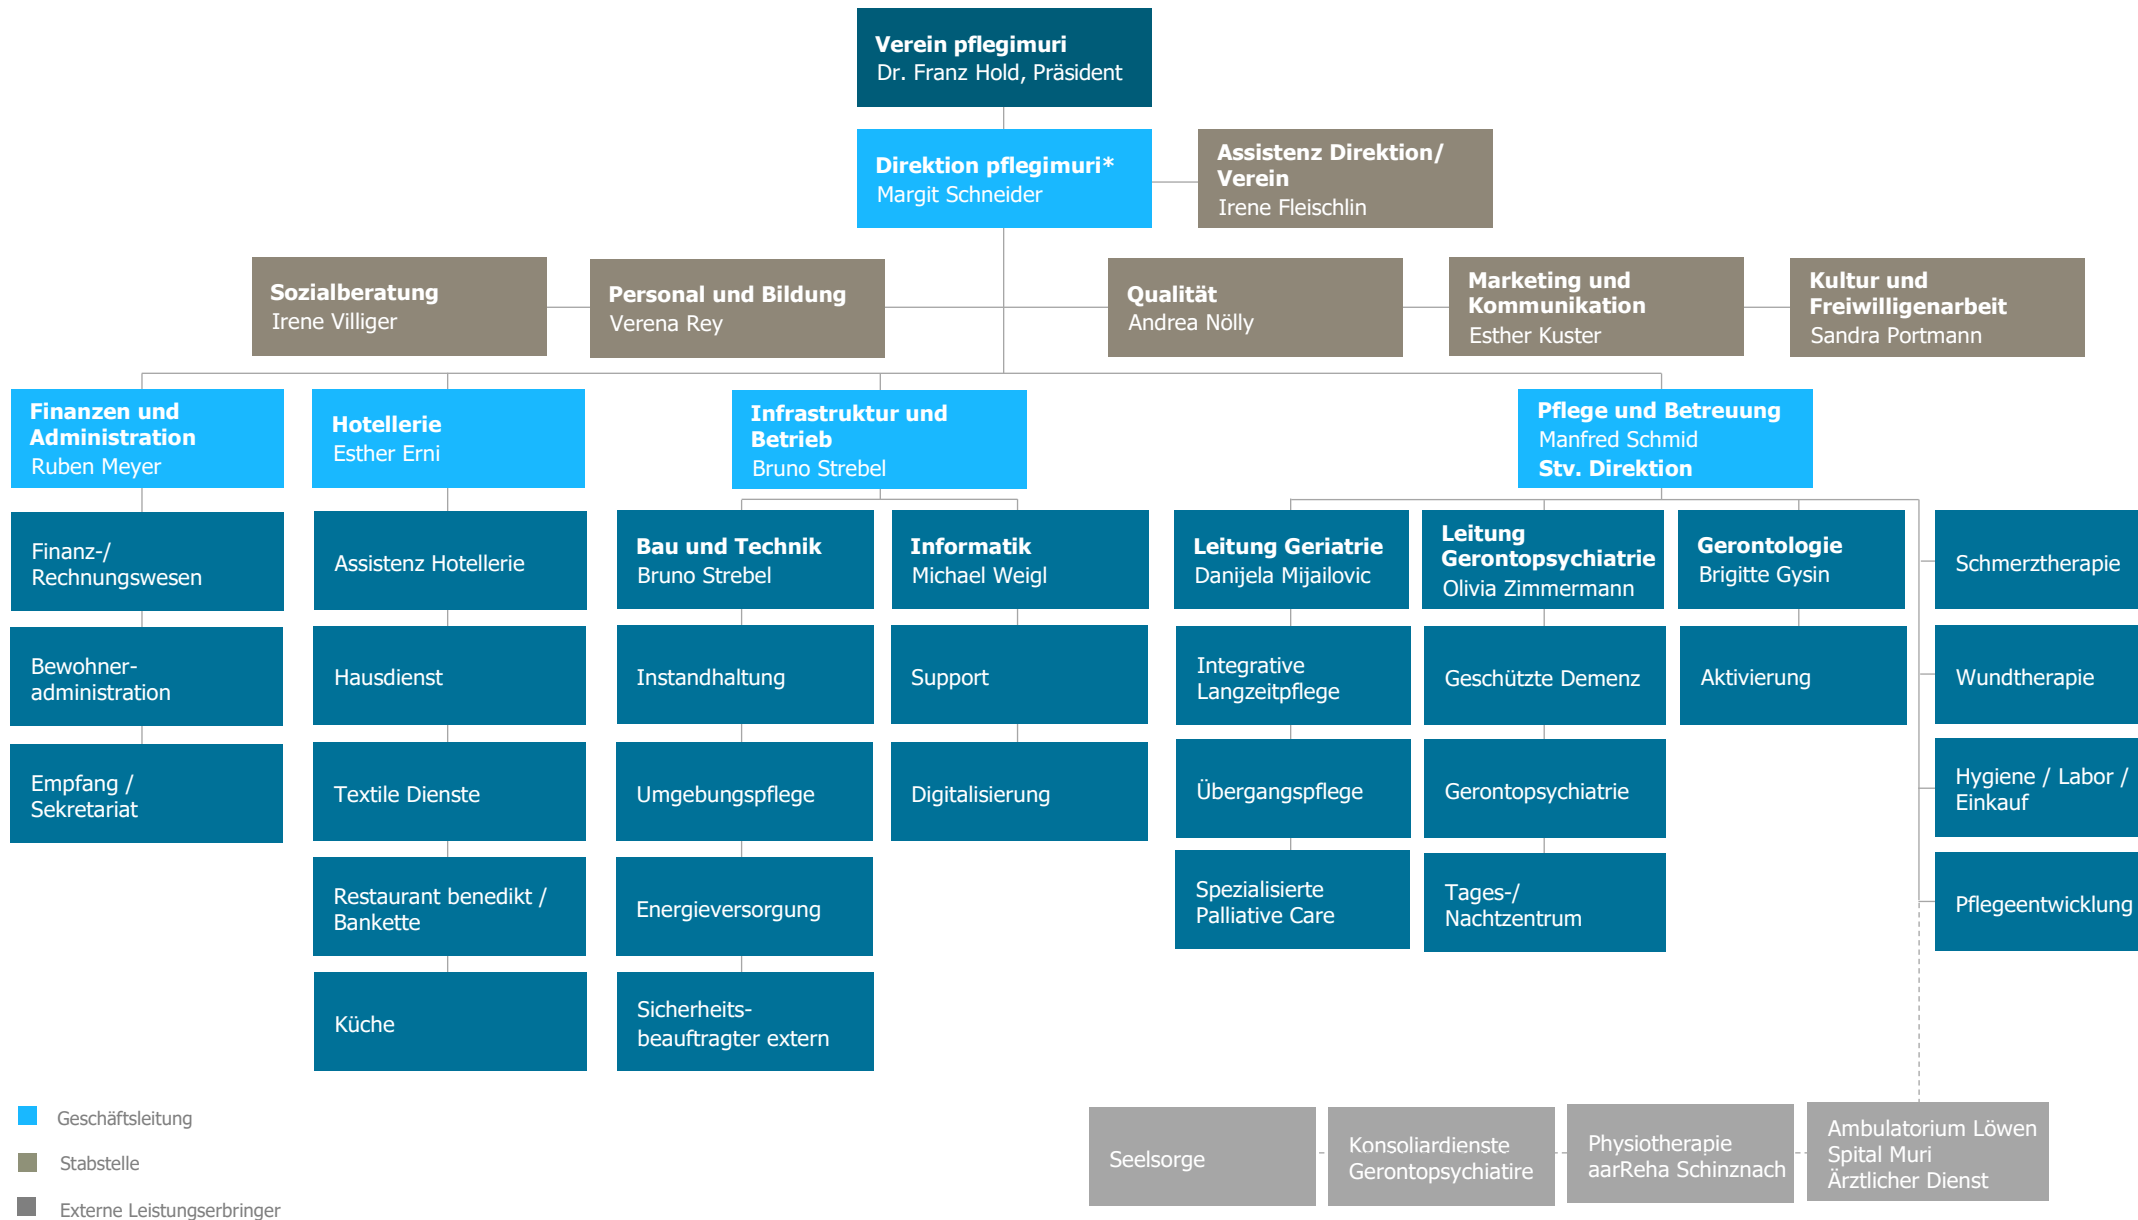 Verein pflegimuri
Dr. Franz Hold, Präsident
Direktion pflegimuri*
Margit Schneider
Assistenz Direktion/
Verein
Irene Fleischlin
Sozialberatung
Irene Villiger
Personal und Bildung
Verena Rey
Qualität
Andrea Nölly
Marketing und
Kommunikation
Esther Kuster
Kultur und
Freiwilligenarbeit
Sandra Portmann
Finanzen und
Administration
Ruben Meyer
Hotellerie
Esther Erni
Infrastruktur und
Betrieb
Bruno Strebel
Pflege und Betreuung
Manfred Schmid
Stv. Direktion
Finanz-/
Rechnungswesen
Bewohner-
administration
Empfang /
Sekretariat
Assistenz Hotellerie
Hausdienst
Textile Dienste
Restaurant benedikt /
Bankette
Küche
Bau und Technik
Bruno Strebel
Instandhaltung
Umgebungspflege
Energieversorgung
Sicherheits-
beauftragter extern
Informatik
Michael Weigl
Support
Digitalisierung
Leitung Geriatrie
Danijela Mijailovic
Integrative
Langzeitpflege
Übergangspflege
Spezialisierte
Palliative Care
Leitung
Gerontopsychiatrie
Olivia Zimmermann
Geschützte Demenz
Gerontopsychiatrie
Tages-/
Nachtzentrum
Gerontologie
Brigitte Gysin
Aktivierung
Schmerztherapie
Wundtherapie
Hygiene / Labor /
Einkauf
Pflegeentwicklung
Seelsorge
Konsoliardienste
Gerontopsychiatire
Physiotherapie
aarReha Schinznach
Ambulatorium Löwen
Spital Muri
Ärztlicher Dienst
Geschäftsleitung
Stabstelle
Externe Leistungserbringer